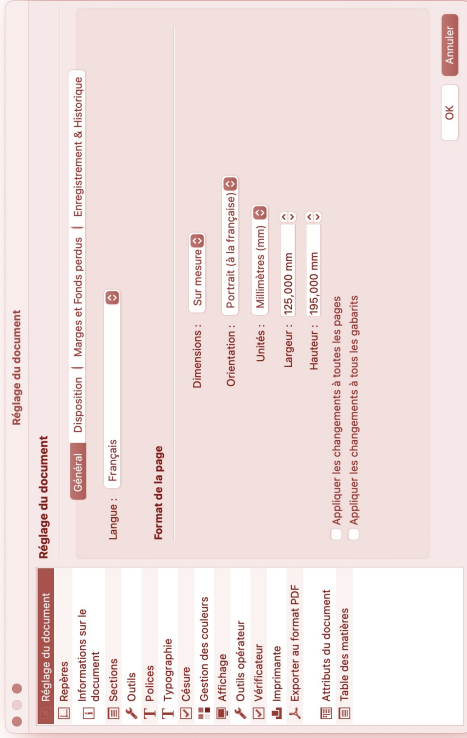 Réglage du document
Réglage du document
Repères
Informations sur le
document
Sections
Outils
Polices
Typographie
Césure
Gestion des couleurs
Affichage
Outils opérateur
Vérificateur
Imprimante
Exporter au format PDF
Attributs du document
Table des matières
Réglage du document
Général Disposition | Marges et Fonds perdus | Enregistrement & Historique
Langue : Français
Format de la page
Dimensions : Sur mesure
Orientation : Portrait (à la française)
Unités : Millimètres (mm)
Largeur : 125,000 mm
Hauteur : 195,000 mm
Appliquer les changements à toutes les pages
Appliquer les changements à tous les gabarits
OK Annuler